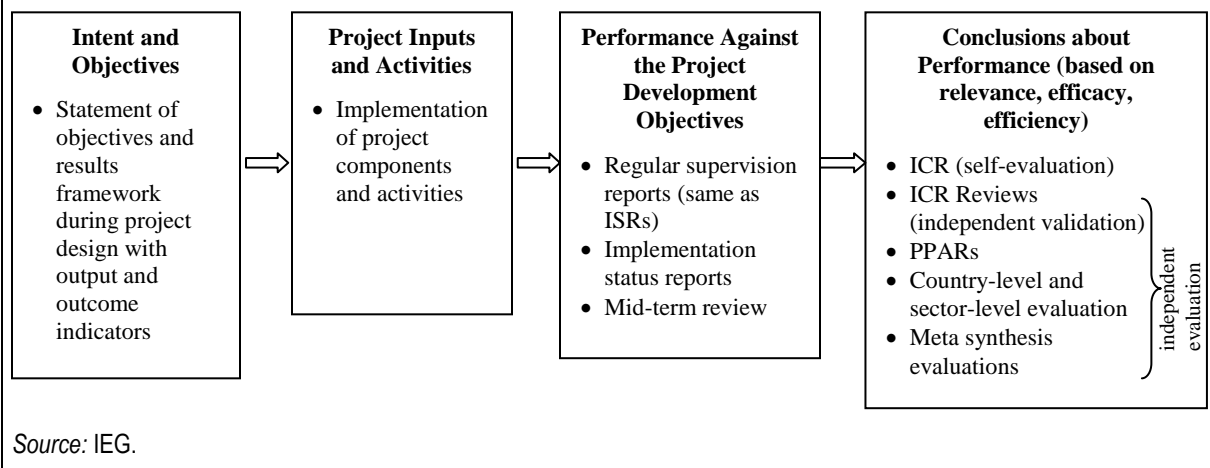 Intent and
Objectives
• Statement of
objectives and
results
framework
during project
design with
output and
outcome
indicators
Project Inputs
and Activities
• Implementation
of project
components
and activities
Performance Against
the Project
Development
Objectives
• Regular supervision
reports (same as
ISRs)
• Implementation
status reports
• Mid-term review
Conclusions about
Performance (based on
relevance, efficacy,
efficiency)
• ICR (self-evaluation)
• ICR Reviews
(independent validation)
• PPARs
• Country-level and
sector-level evaluation
• Meta synthesis
evaluations
independent
evaluation
Source: IEG.